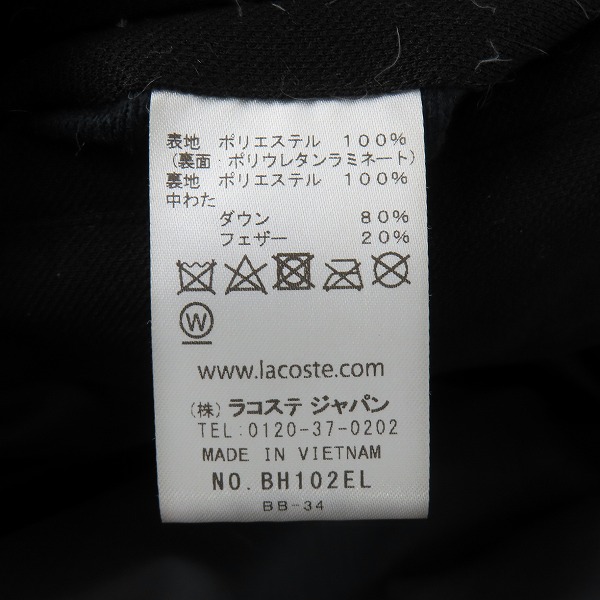 表地 ポリエステル 100%
(裏面・ポリウレタンラミネート)
裏地 ポリエステル 100%
中わた
ダウン 80%
フェザー 20%
W
www.lacoste.com
(株) ラコステ ジャパン
TEL:0120-37-0202
MADE IN VIETNAM
NO. BH102EL
BB-34